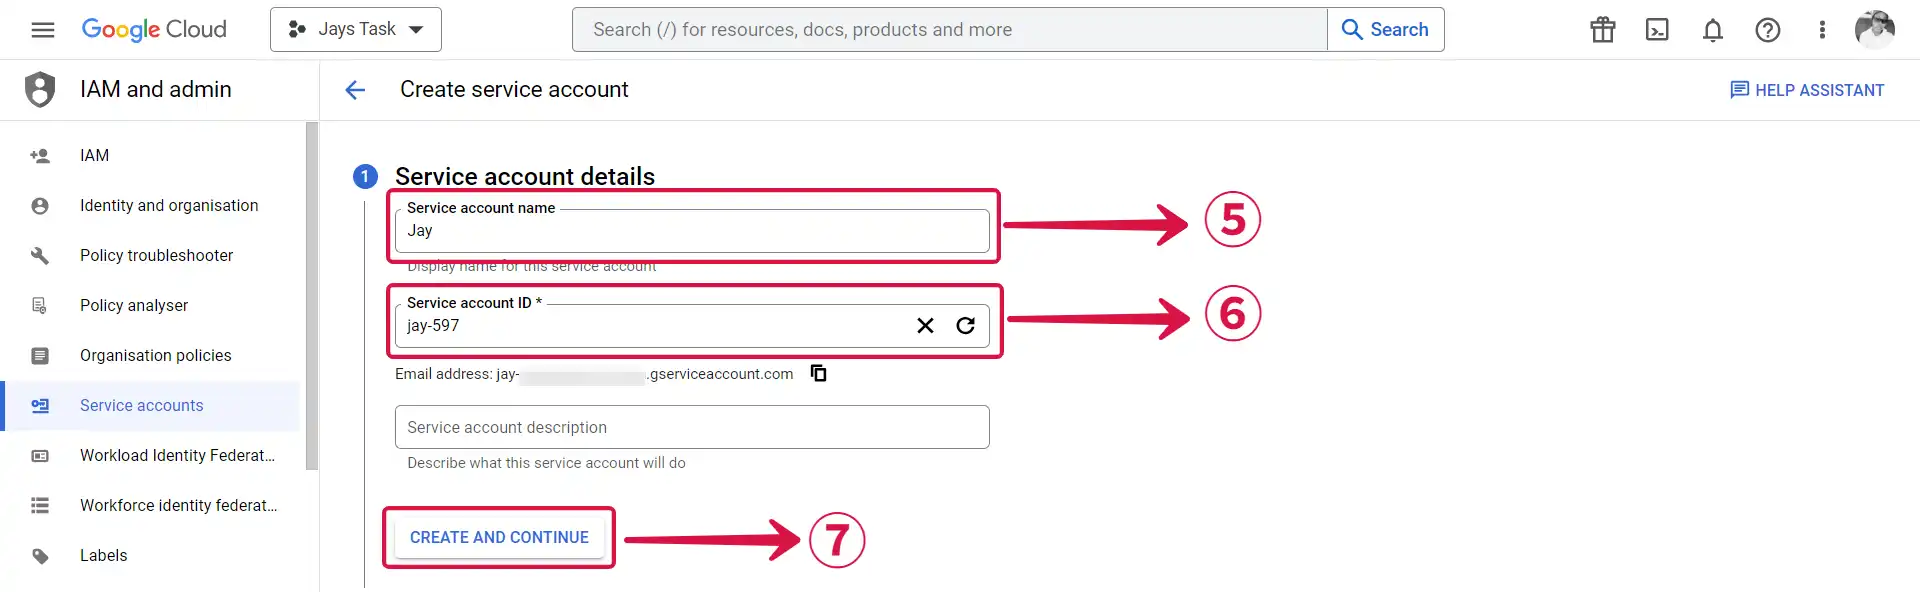 Google Cloud
Jays Task
Search (/) for resources, docs, products and more
Search
IAM and admin
Create service account
HELP ASSISTANT
IAM
Identity and organisation
Policy troubleshooter
Policy analyser
Organisation policies
Service accounts
Workload Identity Federat...
Workforce identity federat...
Labels
1 Service account details
Service account name
Jay
5
Display name for this service account
Service account ID *
jay-597
6
Email address: jay- .gserviceaccount.com
Service account description
Describe what this service account will do
CREATE AND CONTINUE
7